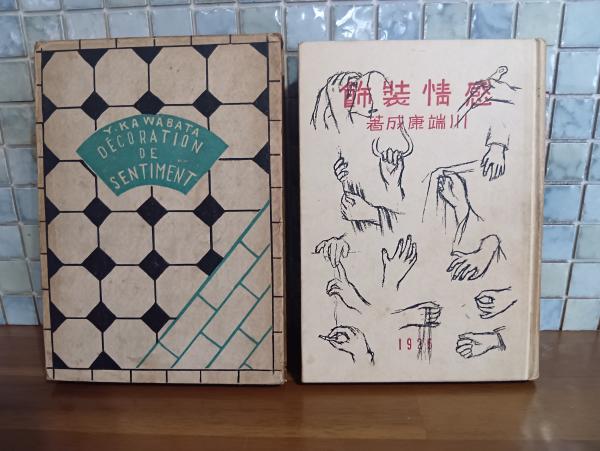 Y. KAWABATA
DÉCORATION
DE
SENTIMENT
感情装飾
川端康成著
1926